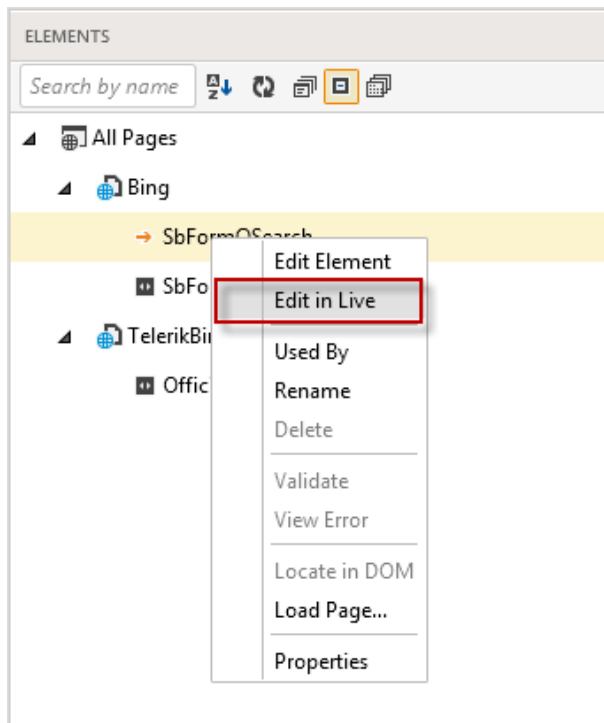 ELEMENTS
Search by name
All Pages
Bing
SbFormQSearch
Edit Element
SbFo
Edit in Live
TelerikBi
Used By
Offic
Rename
Delete
Validate
View Error
Locate in DOM
Load Page...
Properties